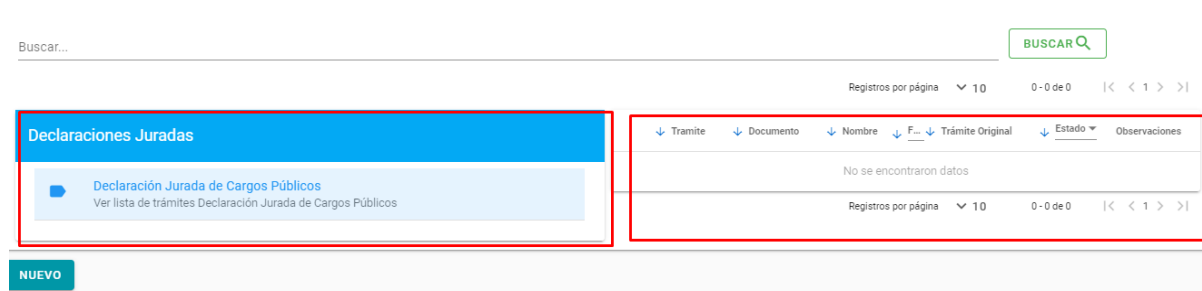 Buscar...
BUSCAR
Registros por página 10 0 - 0 de 0 1
Declaraciones Juradas
Declaración Jurada de Cargos Públicos
Ver lista de trámites Declaración Jurada de Cargos Públicos
Tramite Documento Nombre F... Trámite Original Estado Observaciones
No se encontraron datos
Registros por página 10 0 - 0 de 0 1
NUEVO